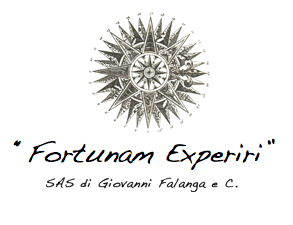 "Fortunam Experiri"
SAS di Giovanni Falanga e C.